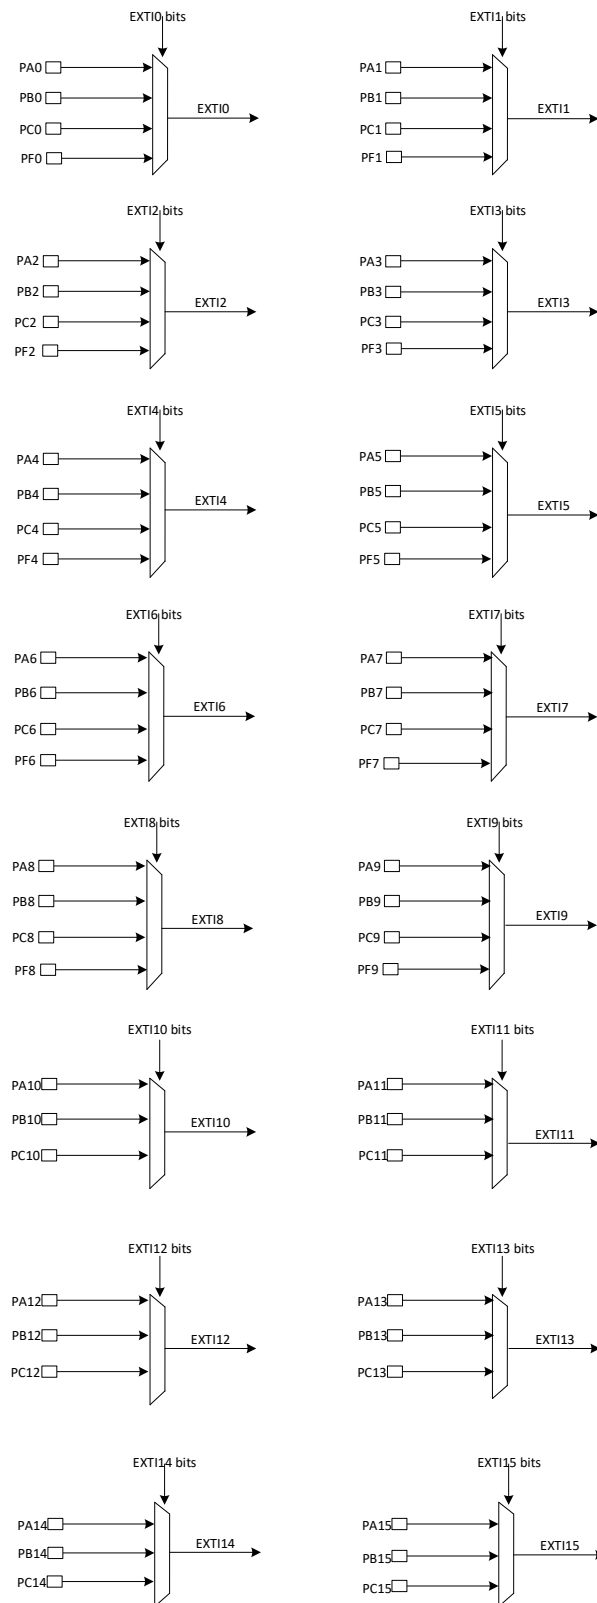 EXTI0 bits
PA0
PB0
PC0
PF0
EXTI0
EXTI1 bits
PA1
PB1
PC1
PF1
EXTI1
EXTI2 bits
PA2
PB2
PC2
PF2
EXTI2
EXTI3 bits
PA3
PB3
PC3
PF3
EXTI3
EXTI4 bits
PA4
PB4
PC4
PF4
EXTI4
EXTI5 bits
PA5
PB5
PC5
PF5
EXTI5
EXTI6 bits
PA6
PB6
PC6
PF6
EXTI6
EXTI7 bits
PA7
PB7
PC7
PF7
EXTI7
EXTI8 bits
PA8
PB8
PC8
PF8
EXTI8
EXTI9 bits
PA9
PB9
PC9
PF9
EXTI9
EXTI10 bits
PA10
PB10
PC10
EXTI10
EXTI11 bits
PA11
PB11
PC11
EXTI11
EXTI12 bits
PA12
PB12
PC12
EXTI12
EXTI13 bits
PA13
PB13
PC13
EXTI13
EXTI14 bits
PA14
PB14
PC14
EXTI14
EXTI15 bits
PA15
PB15
PC15
EXTI15